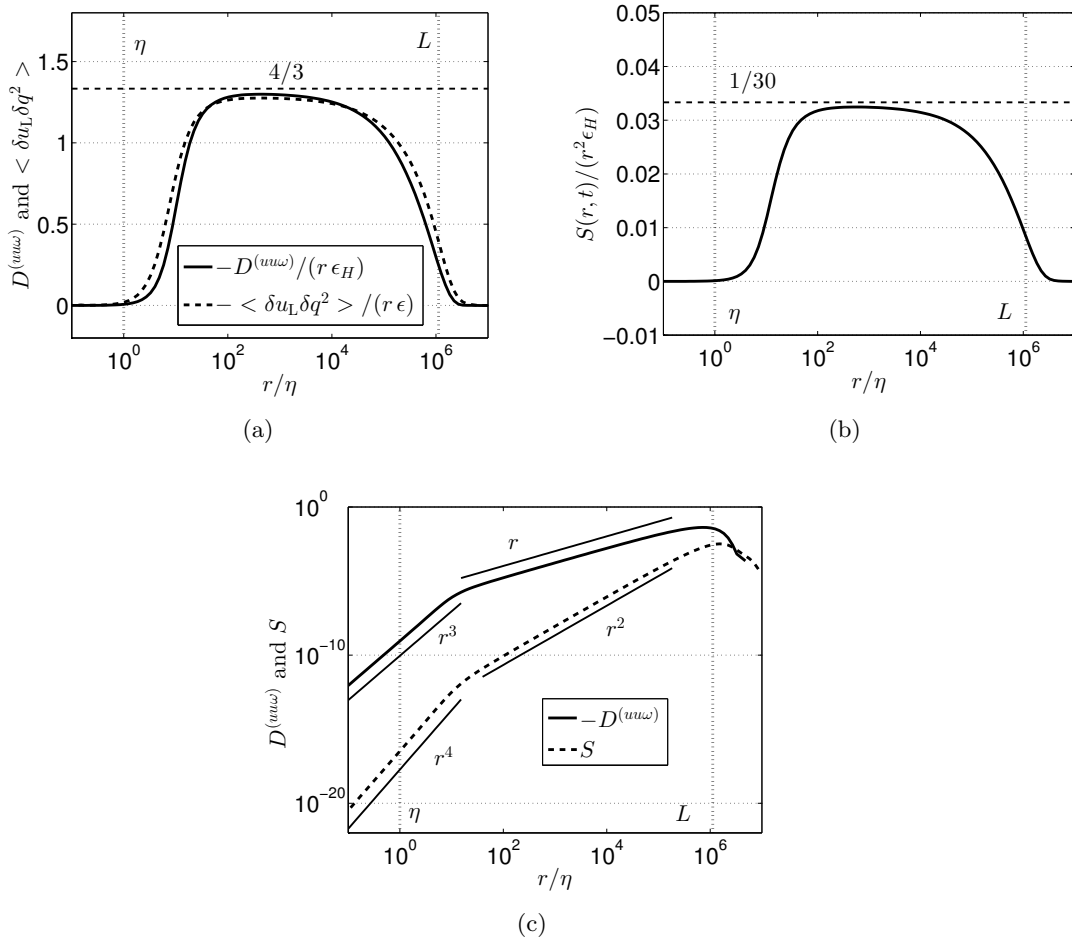 η
L
4/3
1.5
1
0.5
0
D^{(uuω)} and < δu_L δq² >
−D^{(uuω)}/(r ϵ_H)
− < δu_L δq² > /(r ϵ)
10^0 10^2 10^4 10^6
r/η
(a)
0.05
0.04
0.03
0.02
0.01
0
−0.01
S(r, t)/(r²ϵ_H)
1/30
η
L
10^0 10^2 10^4 10^6
r/η
(b)
10^0
10^{−10}
10^{−20}
D^{(uuω)} and S
r
r³
r²
r⁴
−D^{(uuω)}
S
η
L
10^0 10^2 10^4 10^6
r/η
(c)